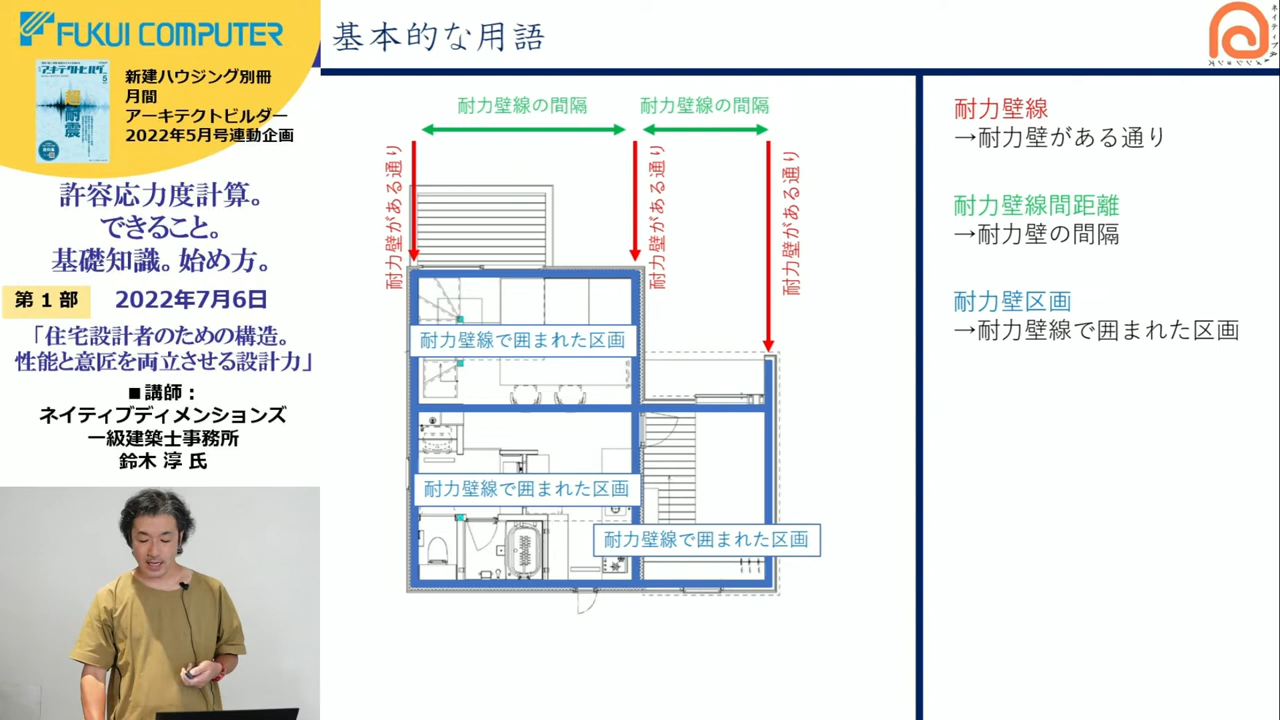 FUKUI COMPUTER
アーキテクトビルダー
5
超耐震
新建ハウジング別冊
月間
アーキテクトビルダー
2022年5月号連動企画
許容応力度計算。
できること。
基礎知識。始め方。
第１部
2022年7月6日
「住宅設計者のための構造。
性能と意匠を両立させる設計力」
■講師：
ネイティブディメンションズ
一級建築士事務所
鈴木 淳 氏
基本的な用語
耐力壁線の間隔
耐力壁線の間隔
耐力壁がある通り
耐力壁がある通り
耐力壁がある通り
耐力壁線で囲まれた区画
耐力壁線で囲まれた区画
耐力壁線で囲まれた区画
耐力壁線
→耐力壁がある通り
耐力壁線間距離
→耐力壁の間隔
耐力壁区画
→耐力壁線で囲まれた区画